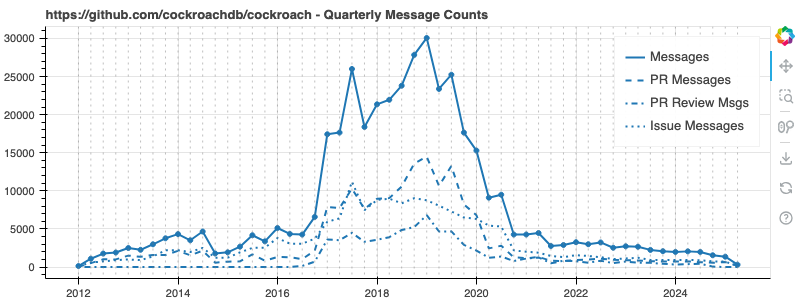 https://github.com/cockroachdb/cockroach - Quarterly Message Counts
30000
25000
20000
15000
10000
5000
0
Messages
PR Messages
PR Review Msgs
Issue Messages
2012
2014
2016
2018
2020
2022
2024